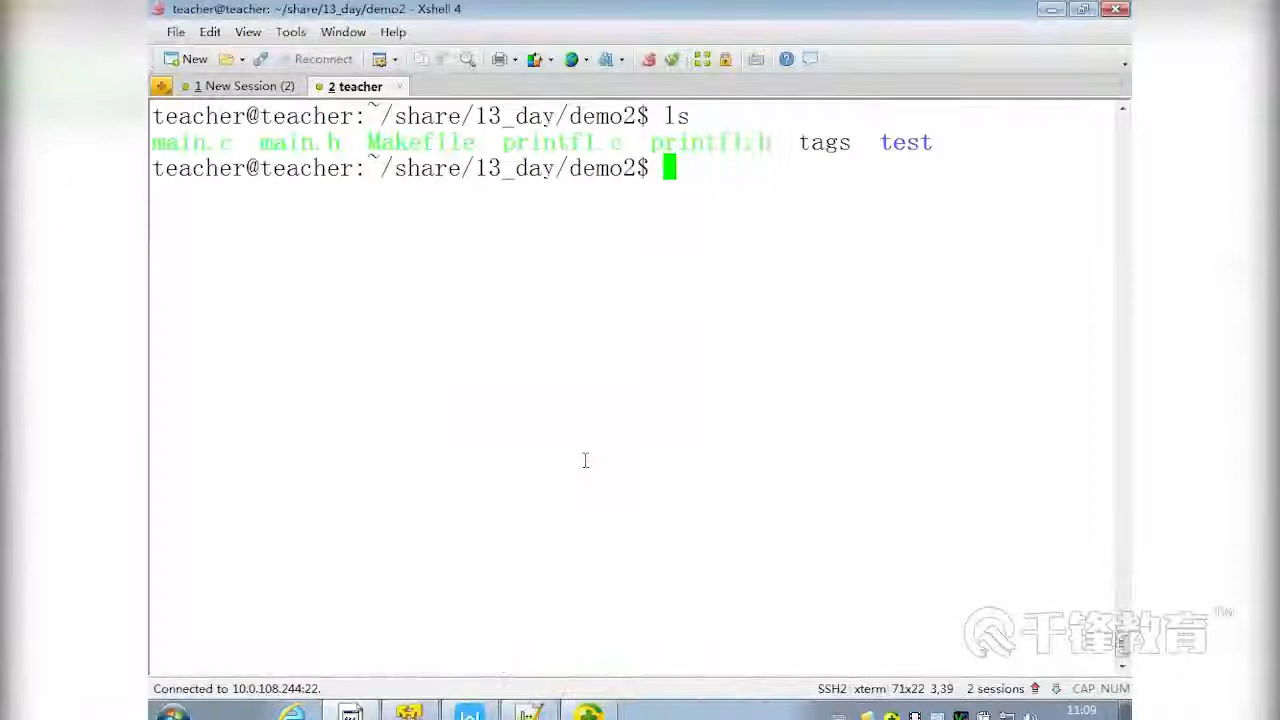 teacher@teacher: ~/share/13_day/demo2 - Xshell 4
File Edit View Tools Window Help
New Reconnect
1 New Session (2) 2 teacher
teacher@teacher:~/share/13_day/demo2$ ls
main.c main.h Makefile printf1.c printf1.h tags test
teacher@teacher:~/share/13_day/demo2$
千锋教育 TM
Connected to 10.0.108.244:22. SSH2 xterm 71x22 3,39 2 sessions CAP NUM
11:09